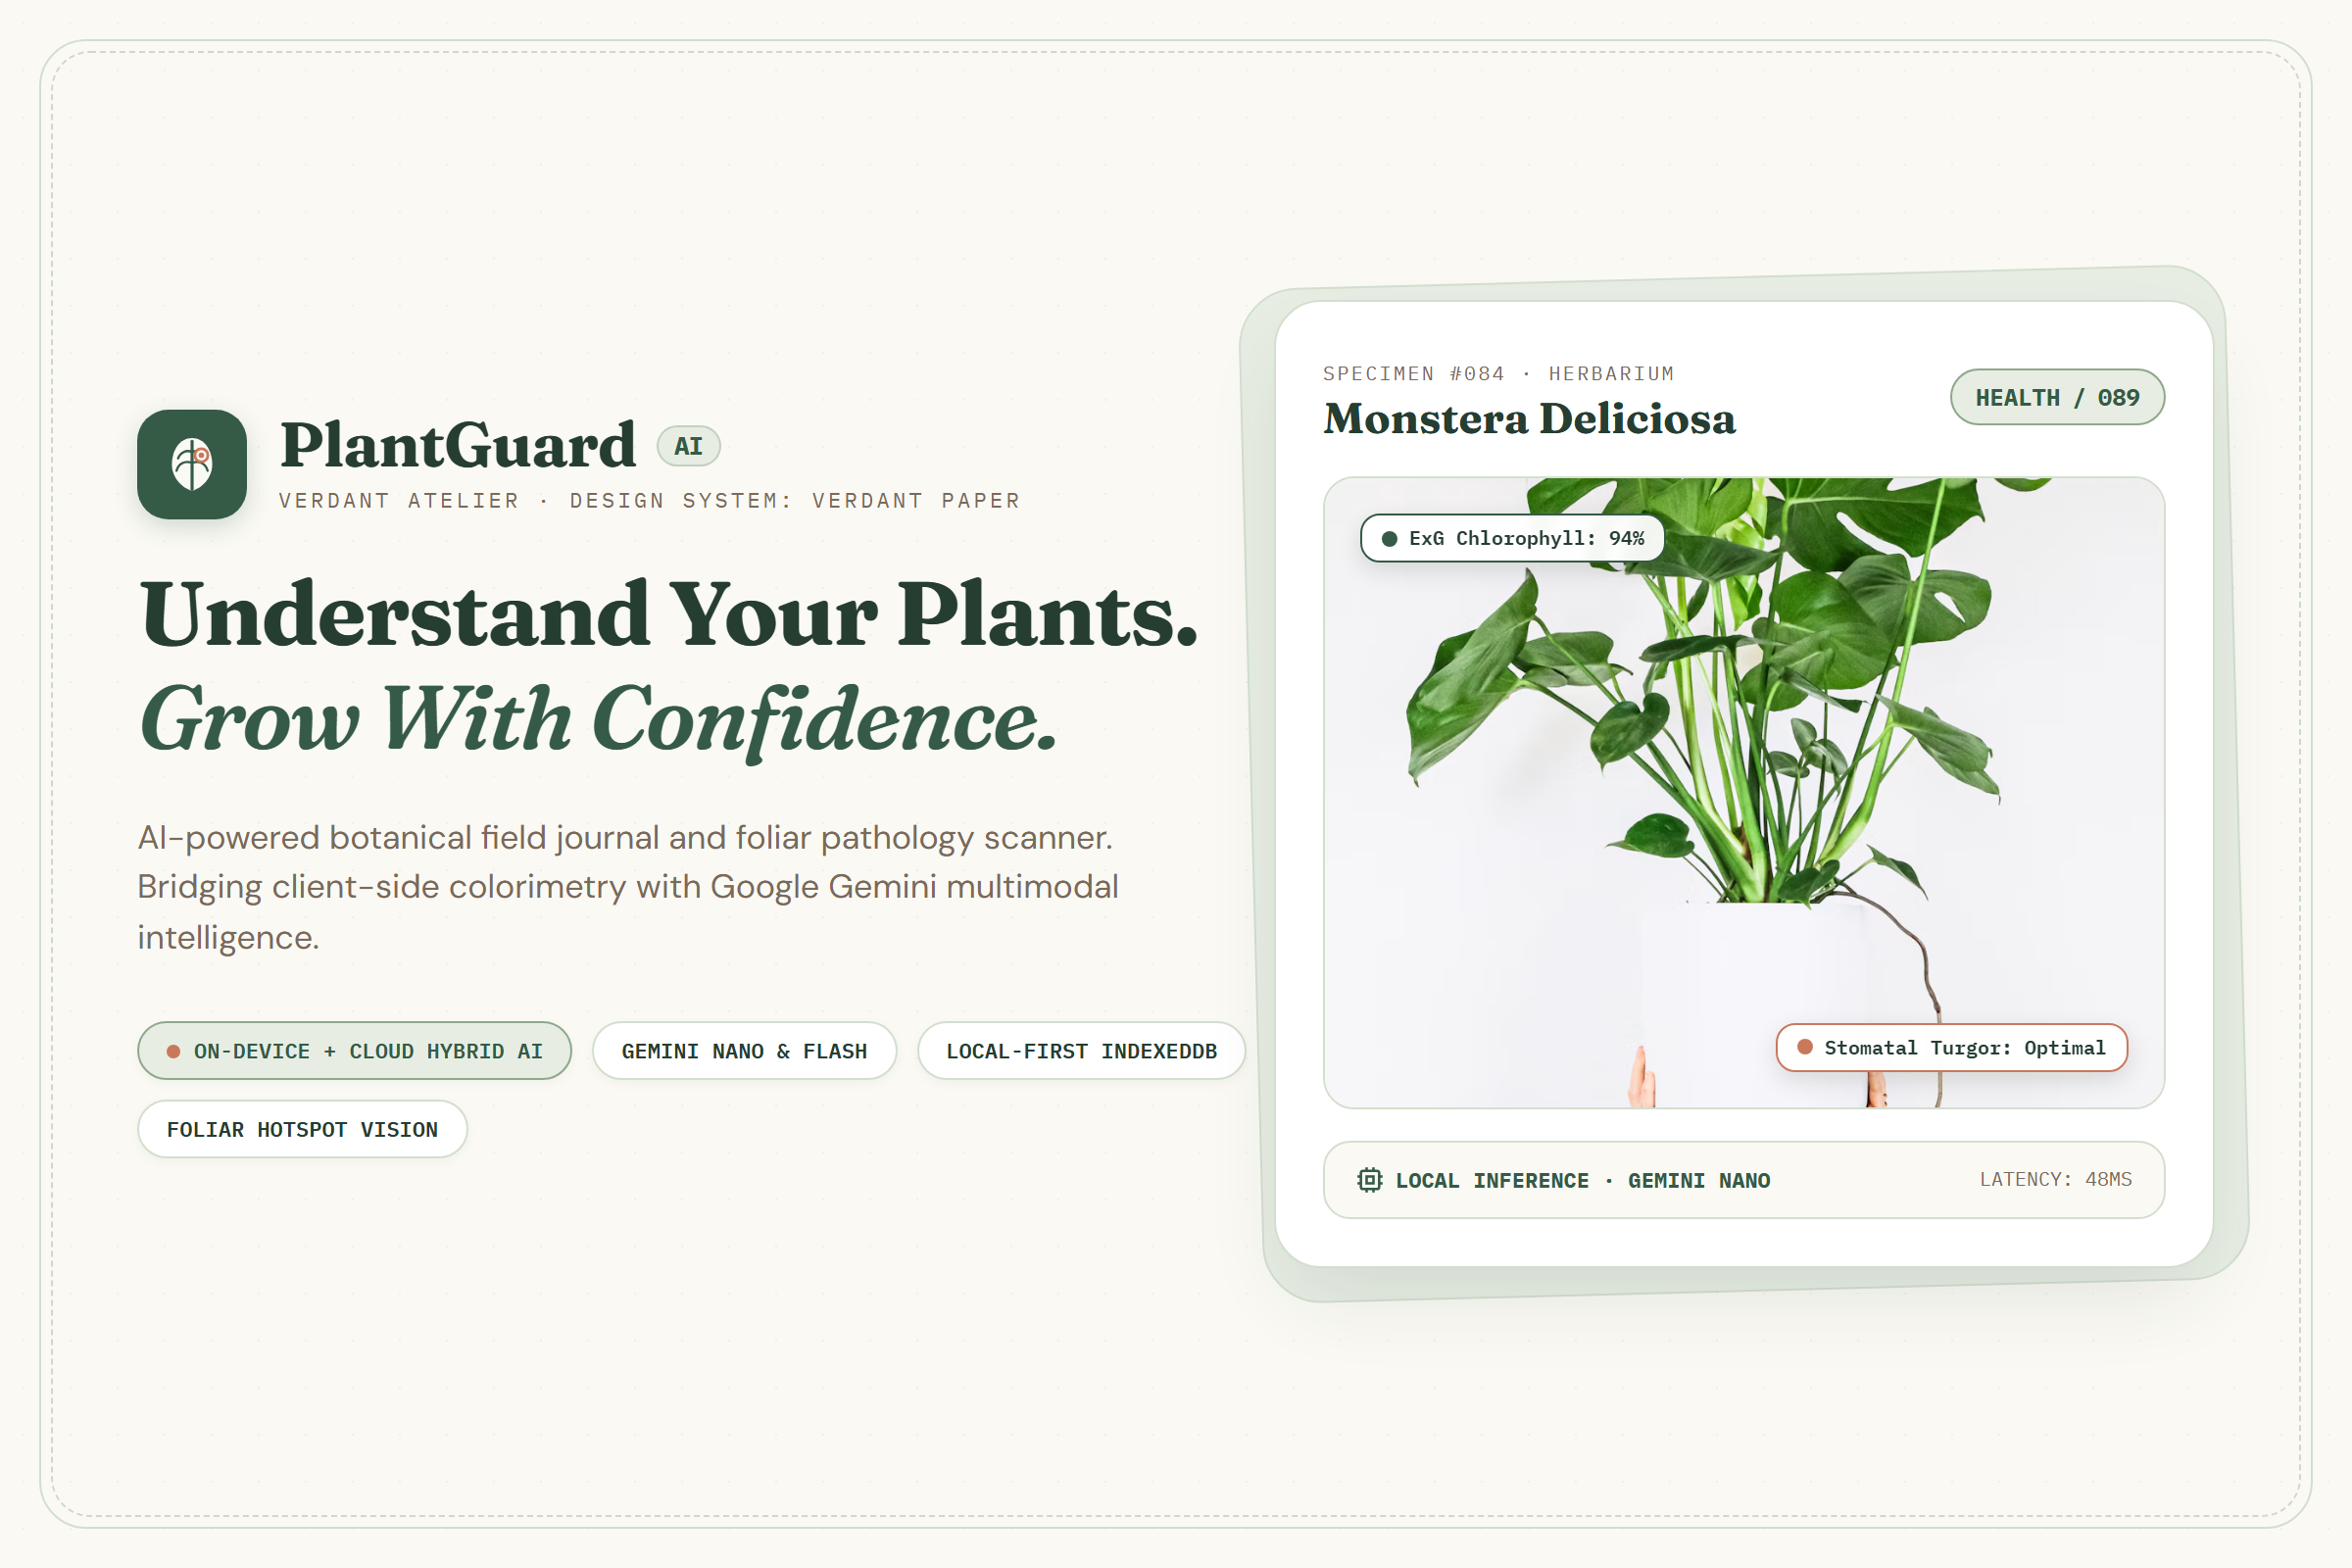 PlantGuard AI
VERDANT ATELIER · DESIGN SYSTEM: VERDANT PAPER
Understand Your Plants.
Grow With Confidence.
AI-powered botanical field journal and foliar pathology scanner.
Bridging client-side colorimetry with Google Gemini multimodal
intelligence.
ON-DEVICE + CLOUD HYBRID AI
GEMINI NANO & FLASH
LOCAL-FIRST INDEXEDDB
FOLIAR HOTSPOT VISION
SPECIMEN #084 · HERBARIUM
Monstera Deliciosa
HEALTH / 089
ExG Chlorophyll: 94%
Stomatal Turgor: Optimal
LOCAL INFERENCE · GEMINI NANO
LATENCY: 48MS